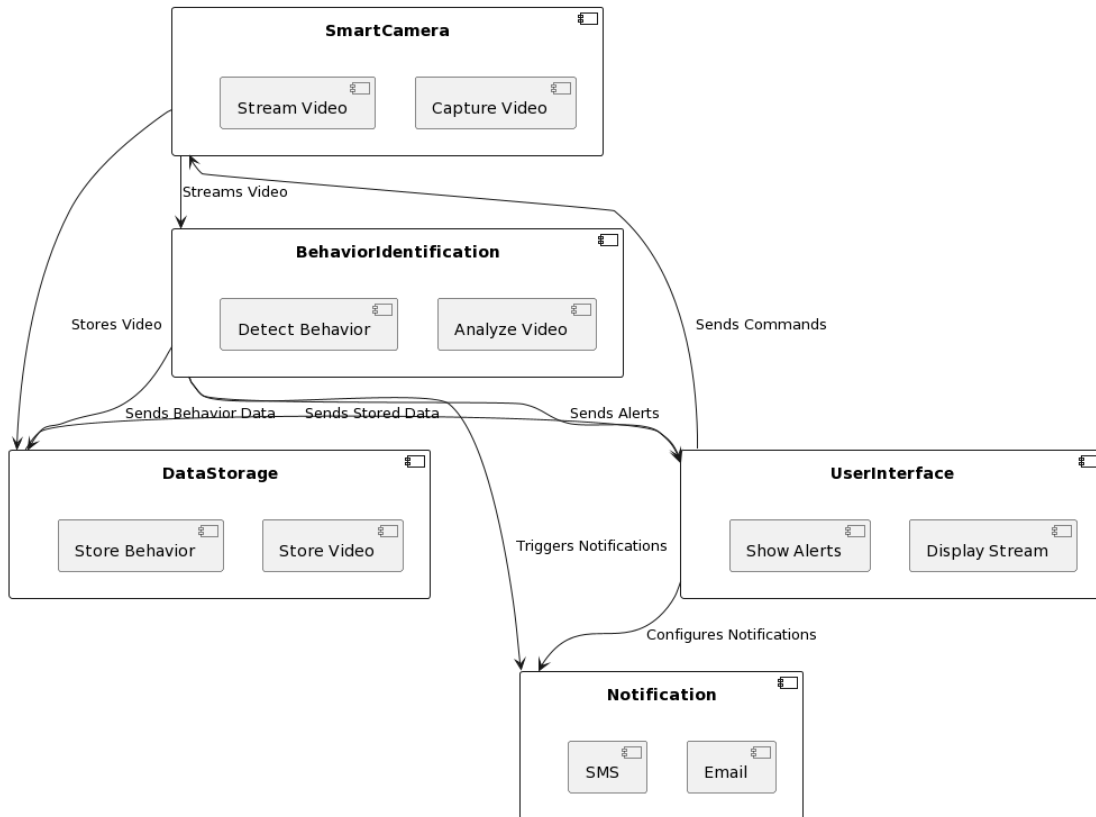 SmartCamera
Stream Video
Capture Video
Streams Video
BehaviorIdentification
Detect Behavior
Analyze Video
Stores Video
Sends Commands
Sends Behavior Data
Sends Stored Data
Sends Alerts
DataStorage
Store Behavior
Store Video
UserInterface
Show Alerts
Display Stream
Triggers Notifications
Configures Notifications
Notification
SMS
Email